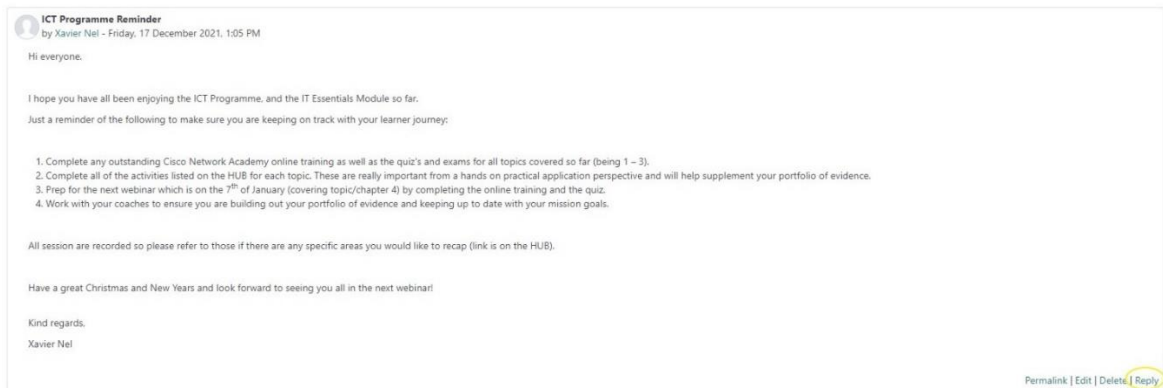 ICT Programme Reminder
by Xavier Nel - Friday, 17 December 2021, 1:05 PM
Hi everyone,
I hope you have all been enjoying the ICT Programme, and the IT Essentials Module so far.
Just a reminder of the following to make sure you are keeping on track with your learner journey:
1. Complete any outstanding Cisco Network Academy online training as well as the quiz's and exams for all topics covered so far (being 1 – 3).
2. Complete all of the activities listed on the HUB for each topic. These are really important from a hands on practical application perspective and will help supplement your portfolio of evidence.
3. Prep for the next webinar which is on the 7th of January (covering topic/chapter 4) by completing the online training and the quiz.
4. Work with your coaches to ensure you are building out your portfolio of evidence and keeping up to date with your mission goals.
All session are recorded so please refer to those if there are any specific areas you would like to recap (link is on the HUB).
Have a great Christmas and New Years and look forward to seeing you all in the next webinar!
Kind regards,
Xavier Nel
Permalink | Edit | Delete | Reply